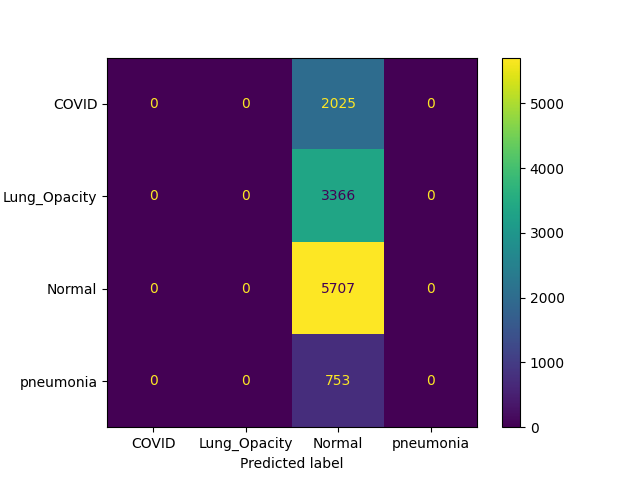 COVID 0 0 2025 0
Lung_Opacity 0 0 3366 0
Normal 0 0 5707 0
pneumonia 0 0 753 0
COVID Lung_Opacity Normal pneumonia
Predicted label
5000
4000
3000
2000
1000
0